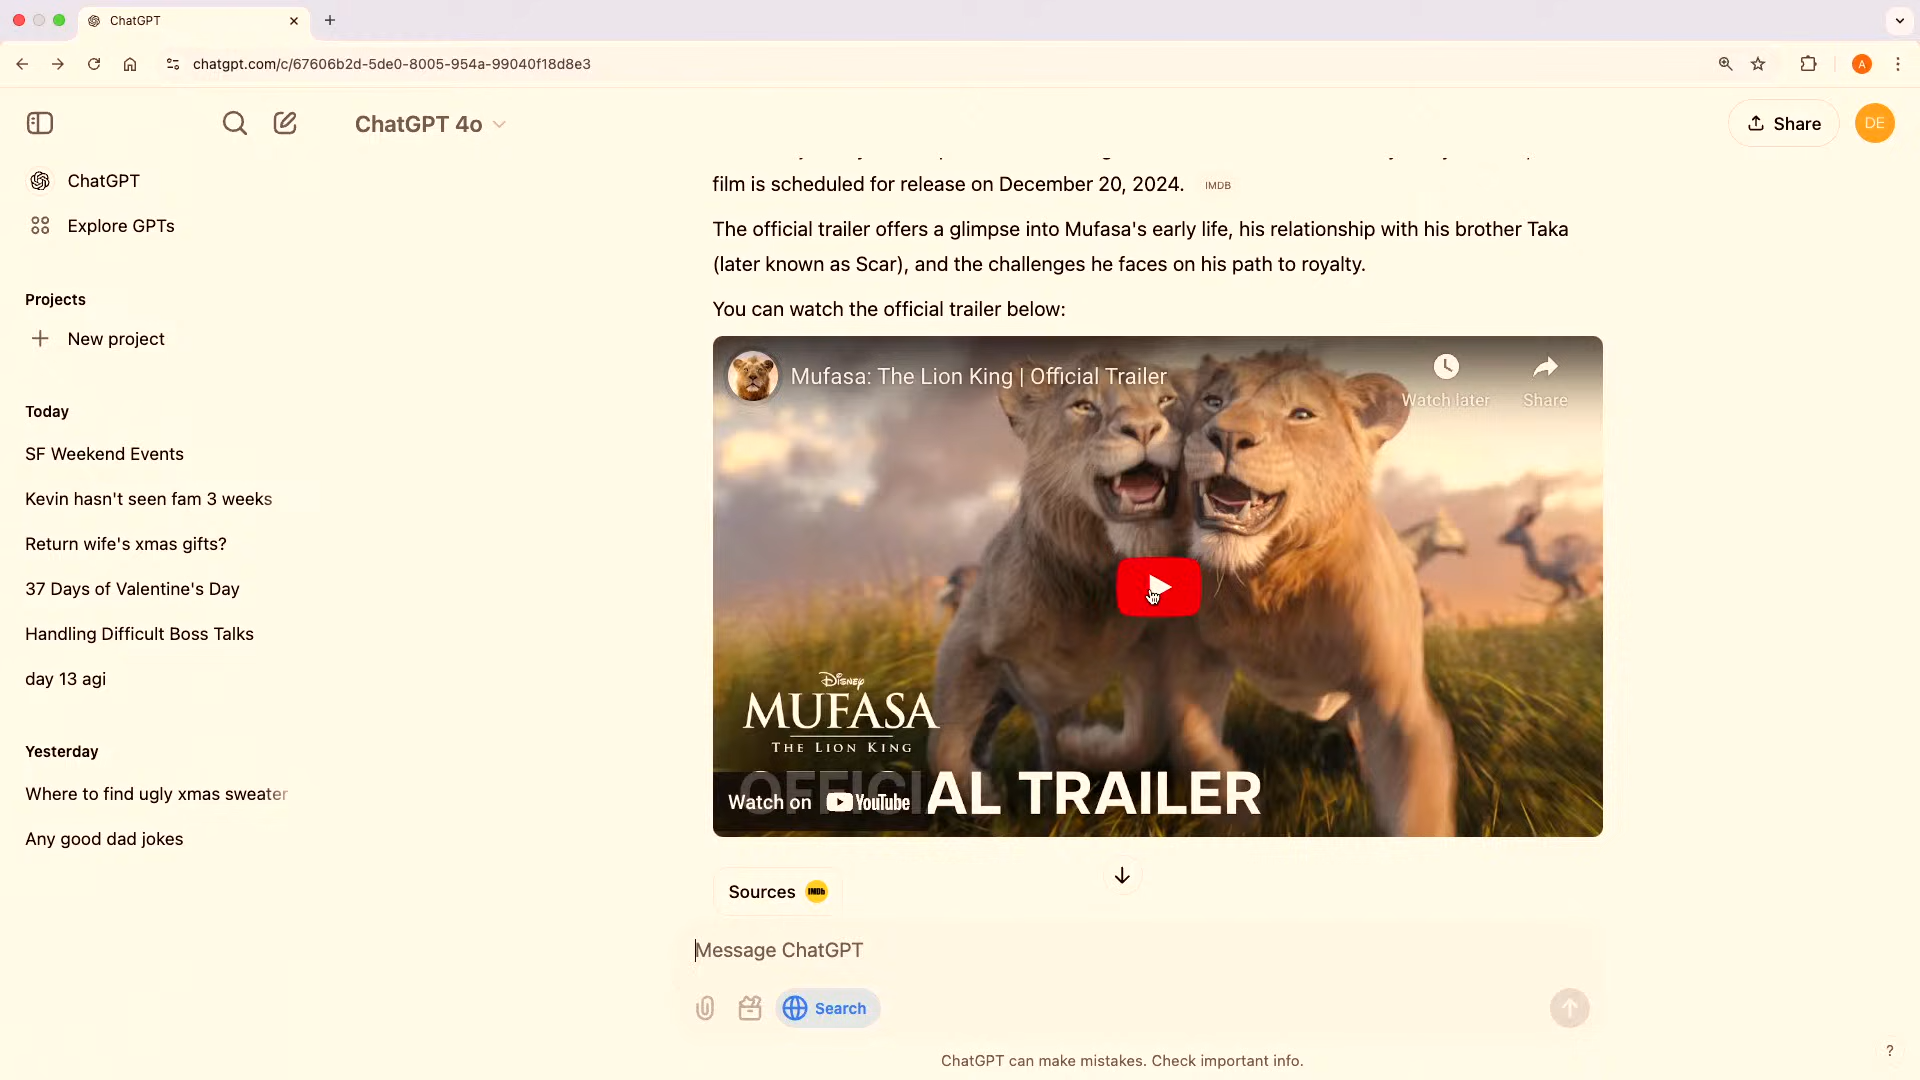 ChatGPT
chatgpt.com/c/67606b2d-5de0-8005-954a-99040f18d8e3
A
ChatGPT 4o
Share
DE
ChatGPT
Explore GPTs
Projects
New project
Today
SF Weekend Events
Kevin hasn't seen fam 3 weeks
Return wife's xmas gifts?
37 Days of Valentine's Day
Handling Difficult Boss Talks
day 13 agi
Yesterday
Where to find ugly xmas sweater
Any good dad jokes
film is scheduled for release on December 20, 2024. IMDB
The official trailer offers a glimpse into Mufasa's early life, his relationship with his brother Taka
(later known as Scar), and the challenges he faces on his path to royalty.
You can watch the official trailer below:
Mufasa: The Lion King | Official Trailer
Watch later
Share
Disney
MUFASA
THE LION KING
OFFICIAL TRAILER
Watch on YouTube
Sources IMDb
Message ChatGPT
Search
ChatGPT can make mistakes. Check important info.
?